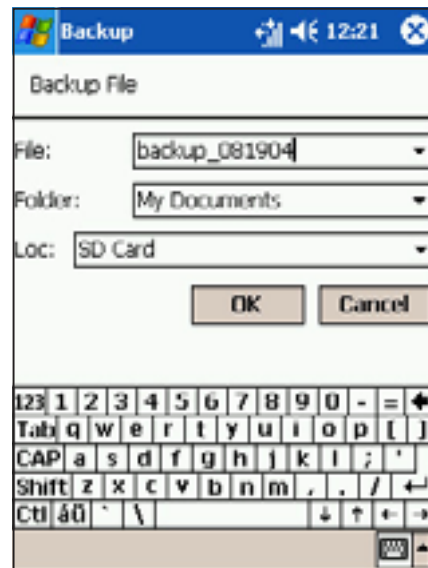 Backup 12:21
Backup File
File: backup_081904
Folder: My Documents
Loc: SD Card
OK Cancel
123 1 2 3 4 5 6 7 8 9 0 - = ←
Tab q w e r t y u i o p [ ]
CAP a s d f g h j k l ; '
Shift z x c v b n m , . / ↵
Ctl áü ` \ ↓ ↑ ← →